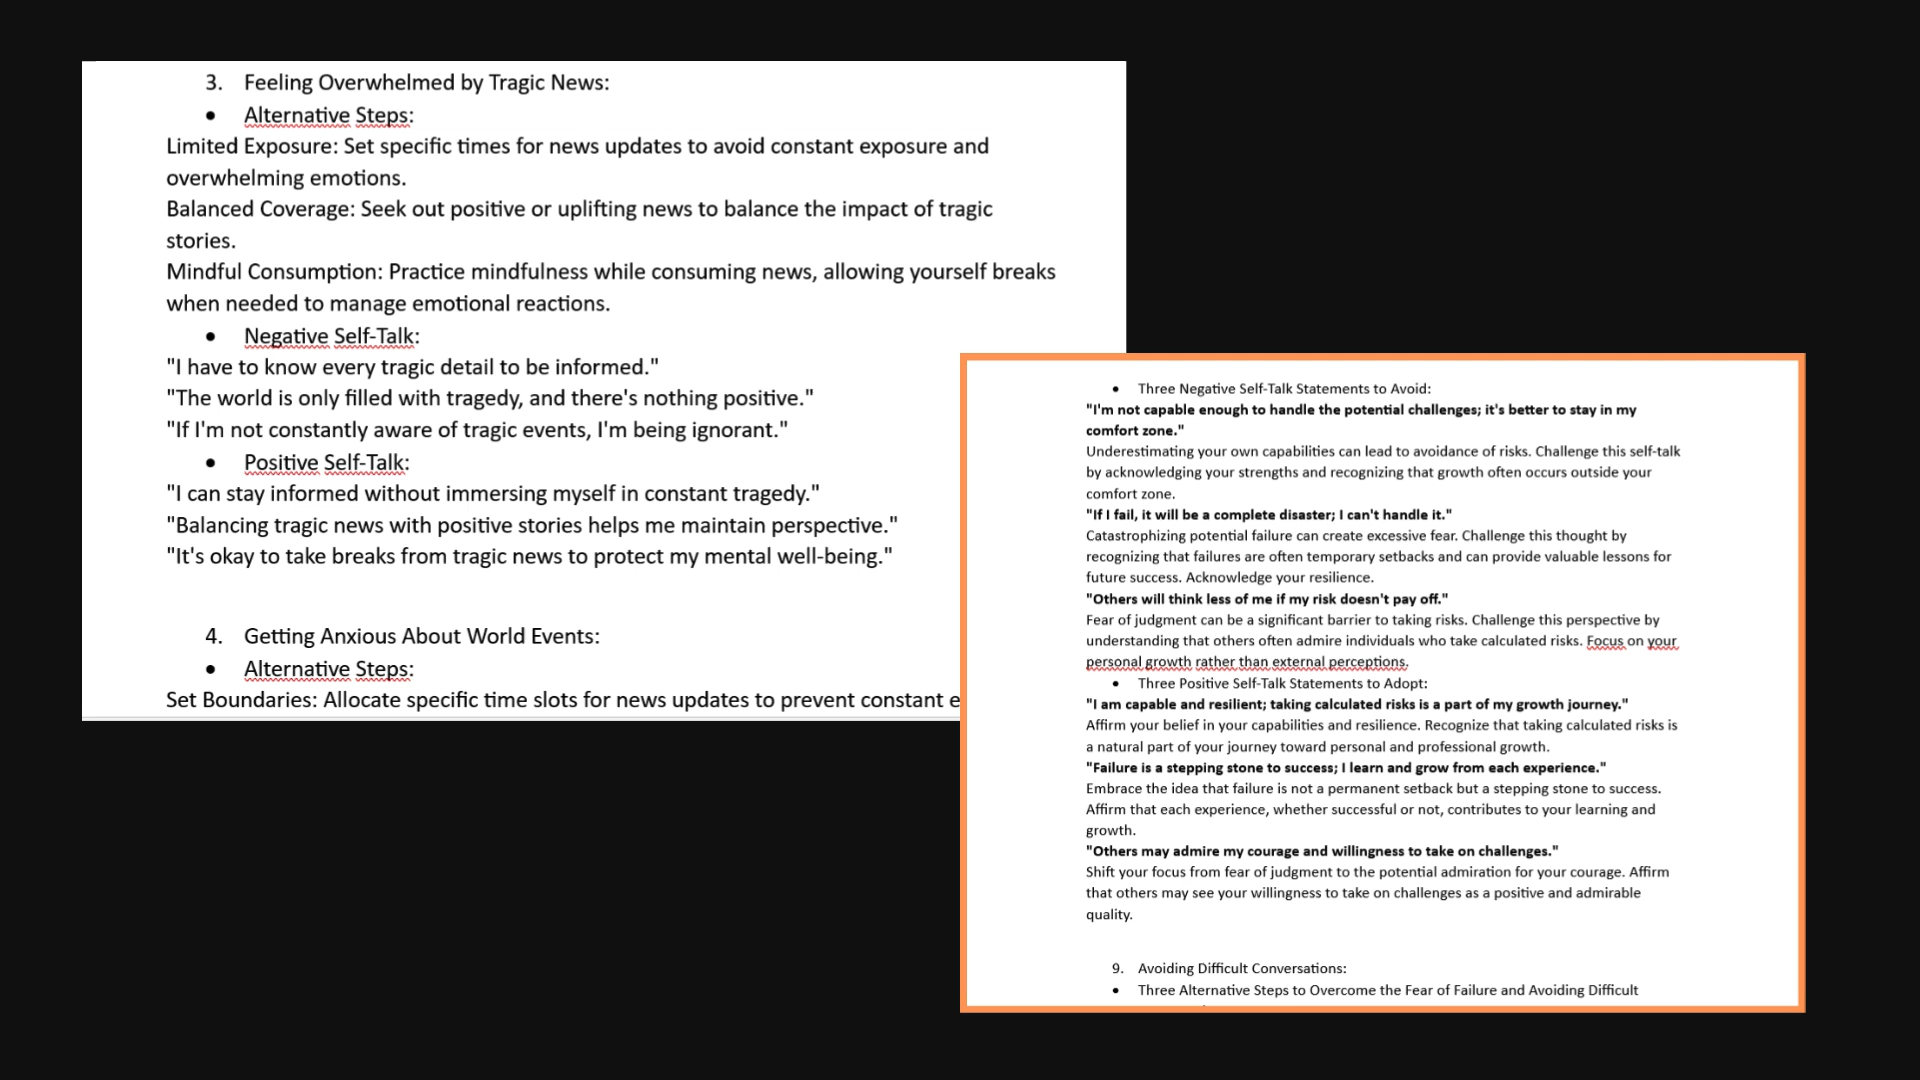 3. Feeling Overwhelmed by Tragic News:
• Alternative Steps:
Limited Exposure: Set specific times for news updates to avoid constant exposure and
overwhelming emotions.
Balanced Coverage: Seek out positive or uplifting news to balance the impact of tragic
stories.
Mindful Consumption: Practice mindfulness while consuming news, allowing yourself breaks
when needed to manage emotional reactions.
• Negative Self-Talk:
"I have to know every tragic detail to be informed."
"The world is only filled with tragedy, and there's nothing positive."
"If I'm not constantly aware of tragic events, I'm being ignorant."
• Positive Self-Talk:
"I can stay informed without immersing myself in constant tragedy."
"Balancing tragic news with positive stories helps me maintain perspective."
"It's okay to take breaks from tragic news to protect my mental well-being."
4. Getting Anxious About World Events:
• Alternative Steps:
Set Boundaries: Allocate specific time slots for news updates to prevent constant
• Three Negative Self-Talk Statements to Avoid:
"I'm not capable enough to handle the potential challenges; it's better to stay in my
comfort zone."
Underestimating your own capabilities can lead to avoidance of risks. Challenge this self-talk
by acknowledging your strengths and recognizing that growth often occurs outside your
comfort zone.
"If I fail, it will be a complete disaster; I can't handle it."
Catastrophizing potential failure can create excessive fear. Challenge this thought by
recognizing that failures are often temporary setbacks and can provide valuable lessons for
future success. Acknowledge your resilience.
"Others will think less of me if my risk doesn't pay off."
Fear of judgment can be a significant barrier to taking risks. Challenge this perspective by
understanding that others often admire individuals who take calculated risks. Focus on your
personal growth rather than external perceptions.
• Three Positive Self-Talk Statements to Adopt:
"I am capable and resilient; taking calculated risks is a part of my growth journey."
Affirm your belief in your capabilities and resilience. Recognize that taking calculated risks is
a natural part of your journey toward personal and professional growth.
"Failure is a stepping stone to success; I learn and grow from each experience."
Embrace the idea that failure is not a permanent setback but a stepping stone to success.
Affirm that each experience, whether successful or not, contributes to your learning and
growth.
"Others may admire my courage and willingness to take on challenges."
Shift your focus from fear of judgment to the potential admiration for your courage. Affirm
that others may see your willingness to take on challenges as a positive and admirable
quality.
9. Avoiding Difficult Conversations:
• Three Alternative Steps to Overcome the Fear of Failure and Avoiding Difficult